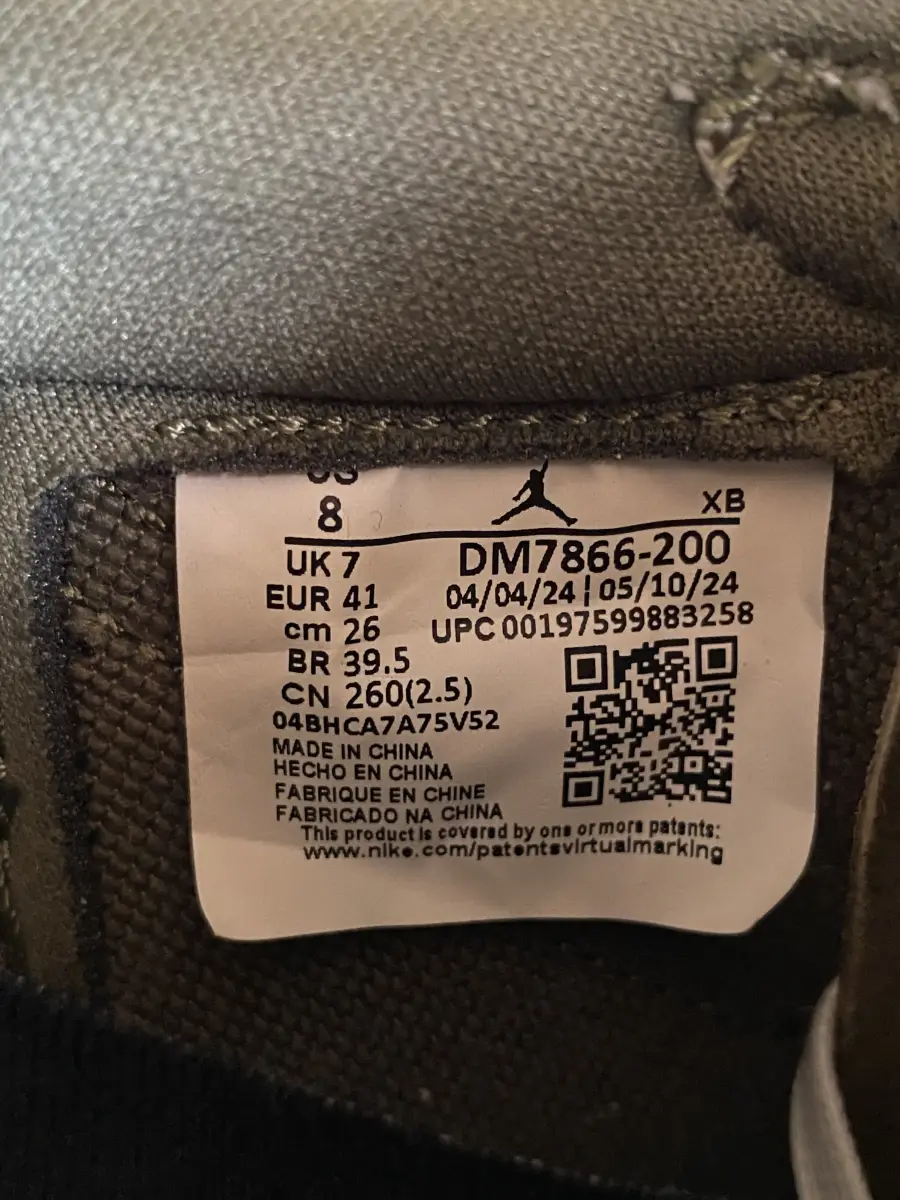 US
8
XB
UK 7
DM7866-200
EUR 41
04/04/24 | 05/10/24
cm 26
UPC 00197599883258
BR 39.5
CN 260(2.5)
04BHCA7A75V52
MADE IN CHINA
HECHO EN CHINA
FABRIQUE EN CHINE
FABRICADO NA CHINA
This product is covered by one or more patents:
www.nike.com/patentsvirtualmarking